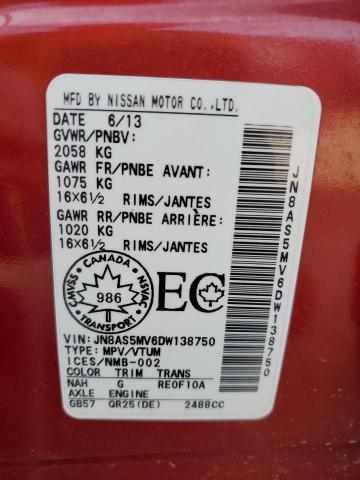 MFD BY NISSAN MOTOR CO.,LTD.
DATE 6/13
GVWR/PNBV:
2058 KG
GAWR FR/PNBE AVANT:
1075 KG
16×6½ RIMS/JANTES
GAWR RR/PNBE ARRIÈRE:
1020 KG
16×6½ RIMS/JANTES
CANADA
CMVSS 986 NSVAC
TRANSPORT
EC
VIN: JN8AS5MV6DW138750
TYPE: MPV/VTUM
ICES/NMB-002
COLOR TRIM TRANS
NAH G RE0F10A
AXLE ENGINE
GB57 QR25(DE) 2488CC
JN8AS5MV6DW138750